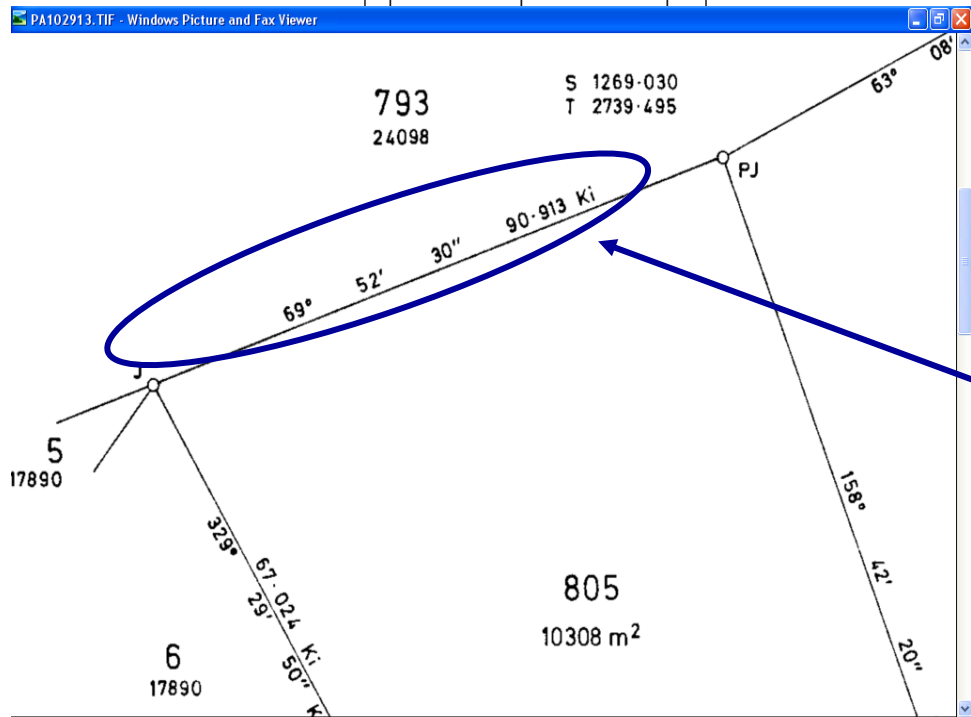 PA102913.TIF - Windows Picture and Fax Viewer
08'
63°
793
24098
S 1269·030
T 2739·495
PJ
69° 52' 30" 90·913 Ki
J
5
17890
329° 29' 50" K
67·024 Ki
158° 42' 20"
805
10308 m²
6
17890